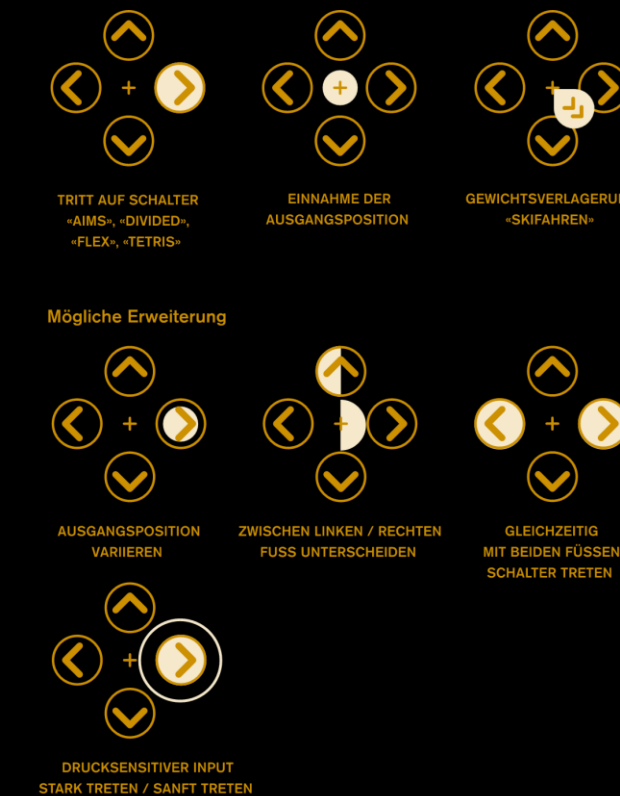 TRITT AUF SCHALTER
«AIMS», «DIVIDED»,
«FLEX», «TETRIS»
EINNAHME DER
AUSGANGSPOSITION
«SKIFAHREN»
Mögliche Erweiterung
AUSGANGSPOSITION
VARIIEREN
ZWISCHEN LINKEN / RECHTEN
FUSS UNTERSCHEIDEN
GLEICHZEITIG
MIT BEIDEN FÜSSEN
SCHALTER TRETEN
DRUCKSENSITIVER INPUT
STARK TRETEN / SANFT TRETEN